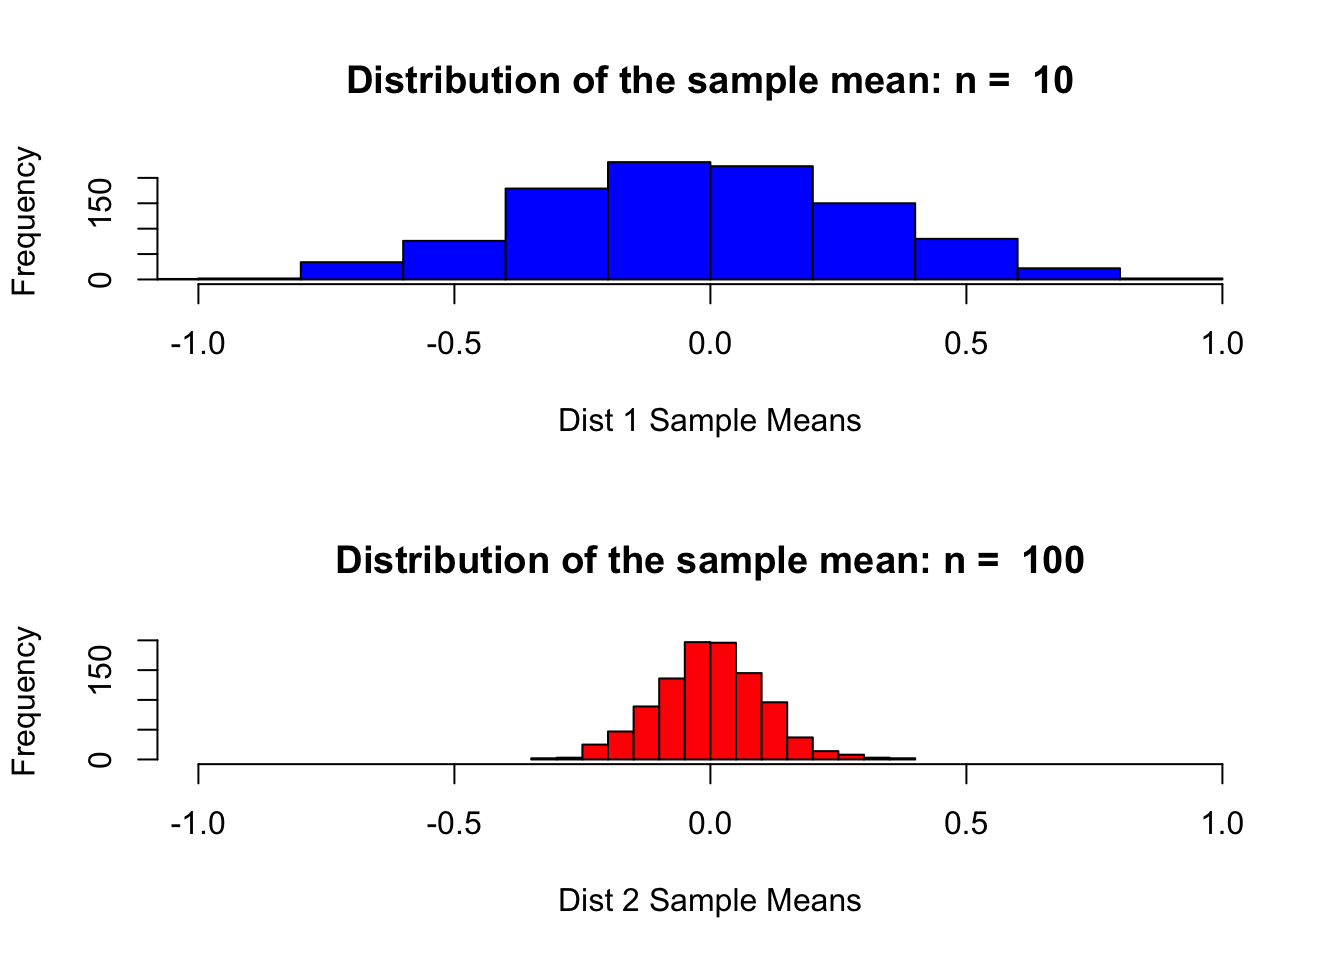 Distribution of the sample mean: n =  10
Frequency
150
0
-1.0 -0.5 0.0 0.5 1.0
Dist 1 Sample Means
Distribution of the sample mean: n =  100
Frequency
150
0
-1.0 -0.5 0.0 0.5 1.0
Dist 2 Sample Means